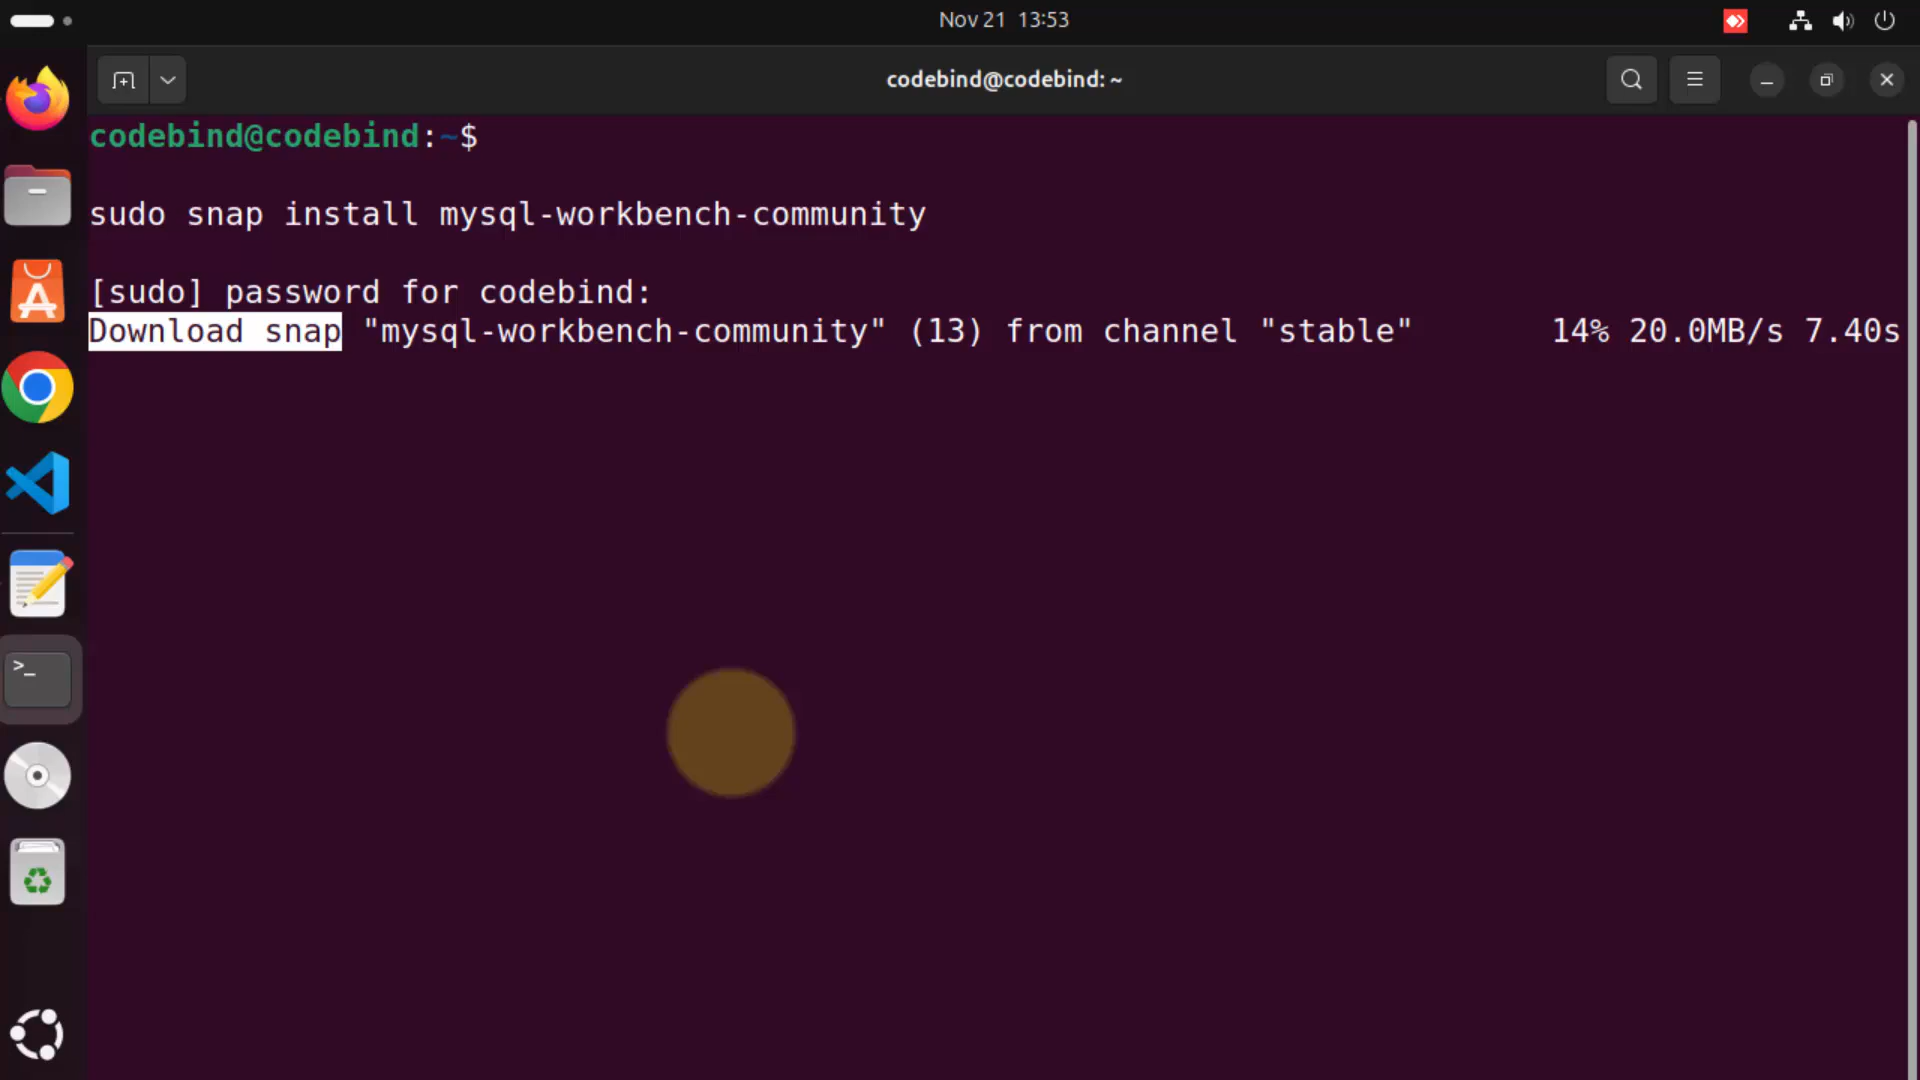 Nov 21 13:53
codebind@codebind: ~
codebind@codebind:~$
sudo snap install mysql-workbench-community
[sudo] password for codebind:
Download snap "mysql-workbench-community" (13) from channel "stable" 14% 20.0MB/s 7.40s